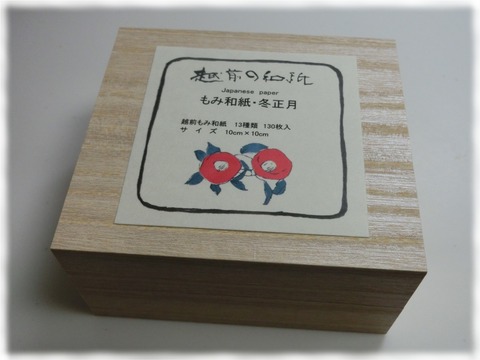 越前の和紙
Japanese paper
もみ和紙・冬正月
越前もみ和紙 13種類 130枚入
サイズ 10cm×10cm